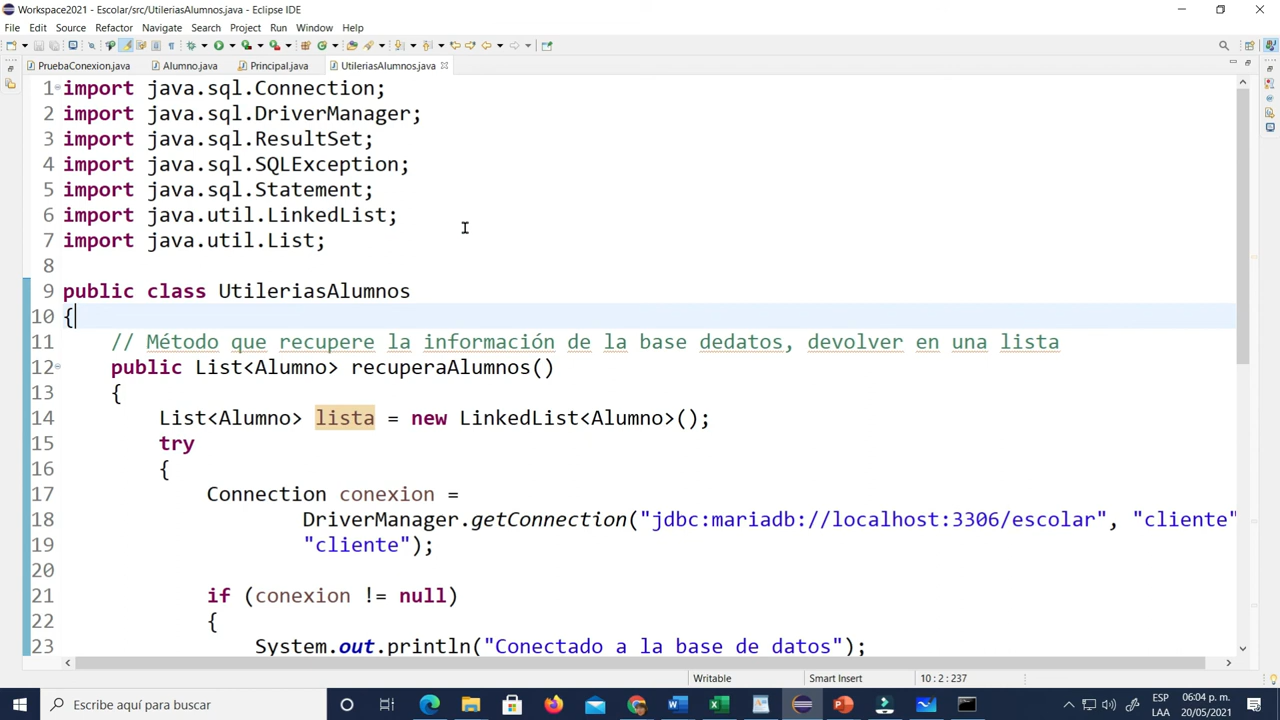 Workspace2021 - Escolar/src/UtileriasAlumnos.java - Eclipse IDE
File Edit Source Refactor Navigate Search Project Run Window Help
PruebaConexion.java Alumno.java Principal.java UtileriasAlumnos.java
1 import java.sql.Connection;
2 import java.sql.DriverManager;
3 import java.sql.ResultSet;
4 import java.sql.SQLException;
5 import java.sql.Statement;
6 import java.util.LinkedList;
7 import java.util.List;
8
9 public class UtileriasAlumnos
10 {
11 // Método que recupere la información de la base dedatos, devolver en una lista
12 public List<Alumno> recuperaAlumnos()
13 {
14 List<Alumno> lista = new LinkedList<Alumno>();
15 try
16 {
17 Connection conexion =
18 DriverManager.getConnection("jdbc:mariadb://localhost:3306/escolar", "cliente"
19 "cliente");
20
21 if (conexion != null)
22 {
23 System.out.println("Conectado a la base de datos");
Writable Smart Insert 10 : 2 : 237
Escribe aquí para buscar
ESP 06:04 p. m.
LAA 20/05/2021